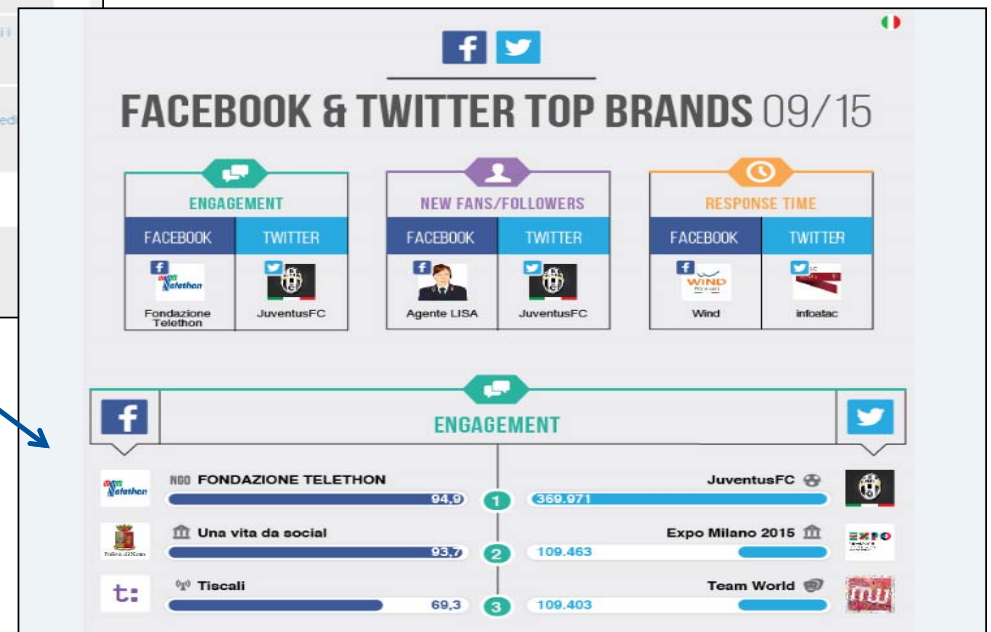 FACEBOOK & TWITTER TOP BRANDS 09/15
ENGAGEMENT
FACEBOOK TWITTER
Fondazione Telethon
JuventusFC
NEW FANS/FOLLOWERS
FACEBOOK TWITTER
Agente LISA
JuventusFC
RESPONSE TIME
FACEBOOK TWITTER
WIND
Wind
infoatac
ENGAGEMENT
NGO FONDAZIONE TELETHON
94,9
1
JuventusFC
369.971
Una vita da social
93,7
2
Expo Milano 2015
109.463
EXPO
t:
Tiscali
69,3
3
Team World
109.403